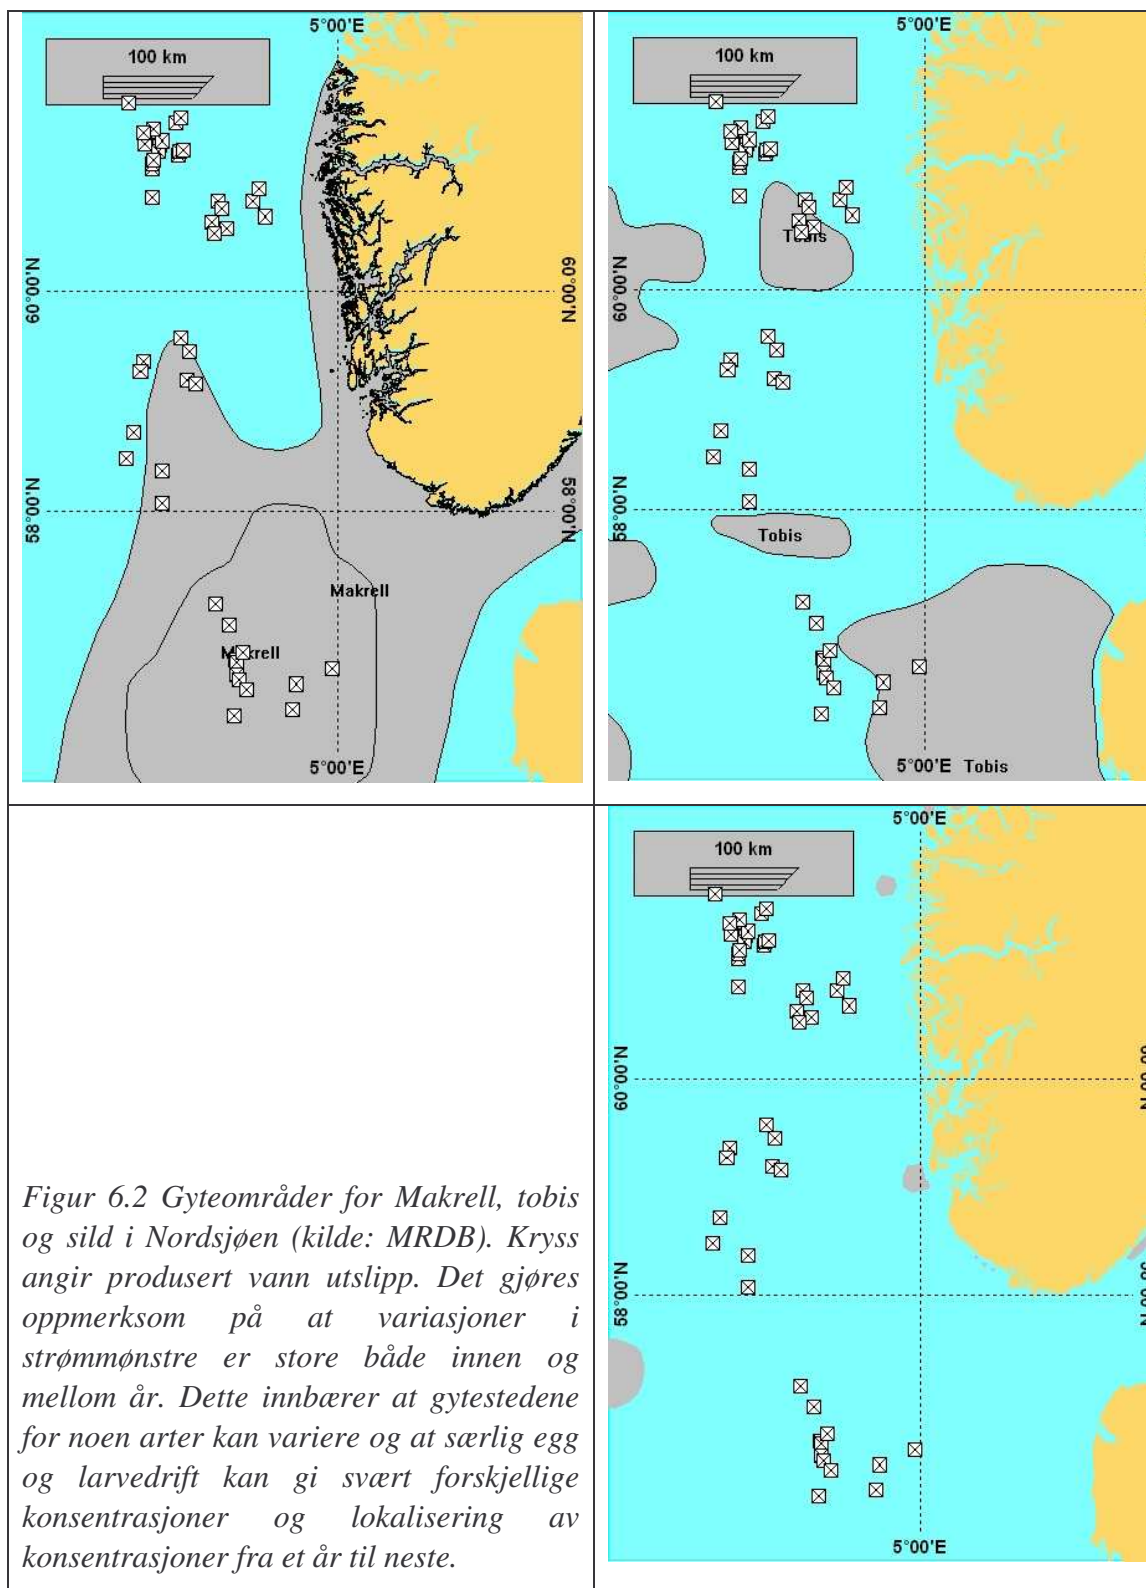 5°00'E
100 km
60°00'N
60°00'N
58°00'N
58°00'N
Makrell
Makrell
5°00'E
5°00'E
100 km
Tobis
60°00'N
58°00'N
Tobis
5°00'E
Tobis
5°00'E
100 km
60°00'N
60°00'N
58°00'N
58°00'N
5°00'E
Figur 6.2 Gyteområder for Makrell, tobis
og sild i Nordsjøen (kilde: MRDB). Kryss
angir produsert vann utslipp. Det gjøres
oppmerksom på at variasjoner i
strømmønstre er store både innen og
mellom år. Dette innbærer at gytestedene
for noen arter kan variere og at særlig egg
og larvedrift kan gi svært forskjellige
konsentrasjoner og lokalisering av
konsentrasjoner fra et år til neste.